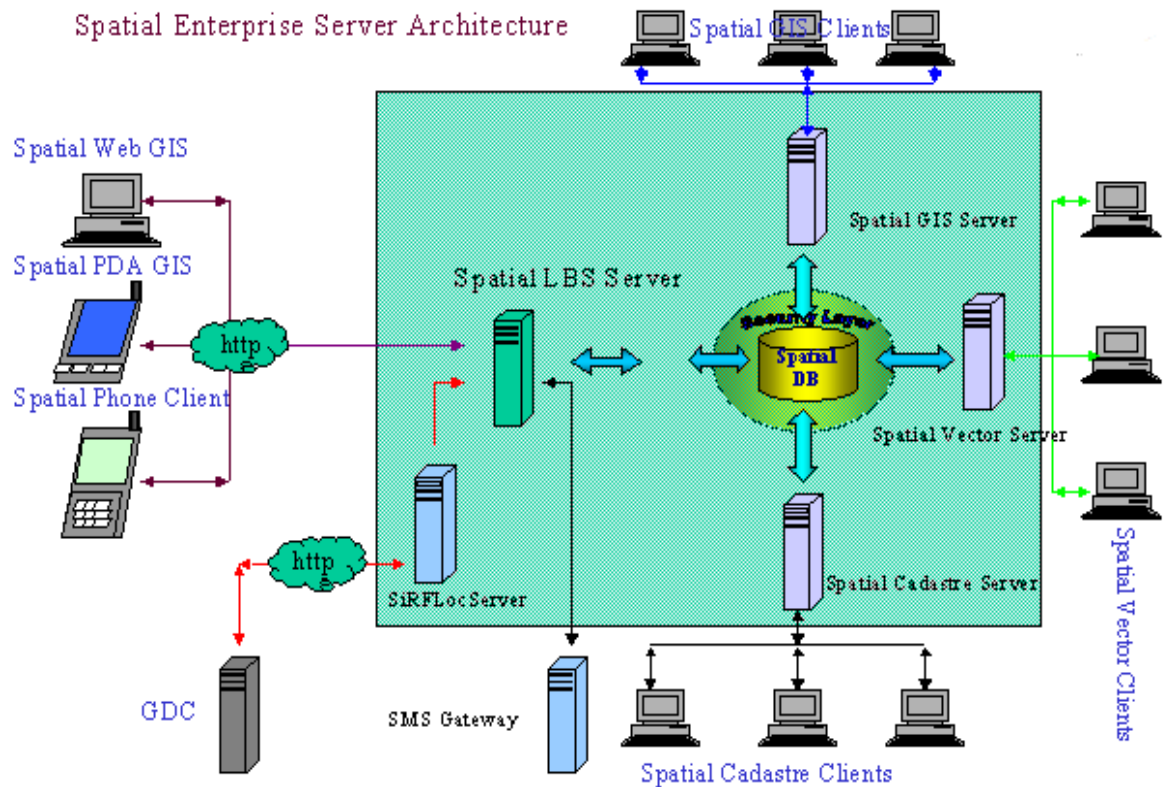 Spatial Enterprise Server Architecture
Spatial GIS Clients
Spatial Web GIS
Spatial GIS Server
Spatial PDA GIS
Spatial LBS Server
Security Layer
http
Spatial
DB
Spatial Phone Client
Spatial Vector Server
http
SiRFLocServer
Spatial Cadastre Server
Spatial Vector Clients
GDC
SMS Gateway
Spatial Cadastre Clients